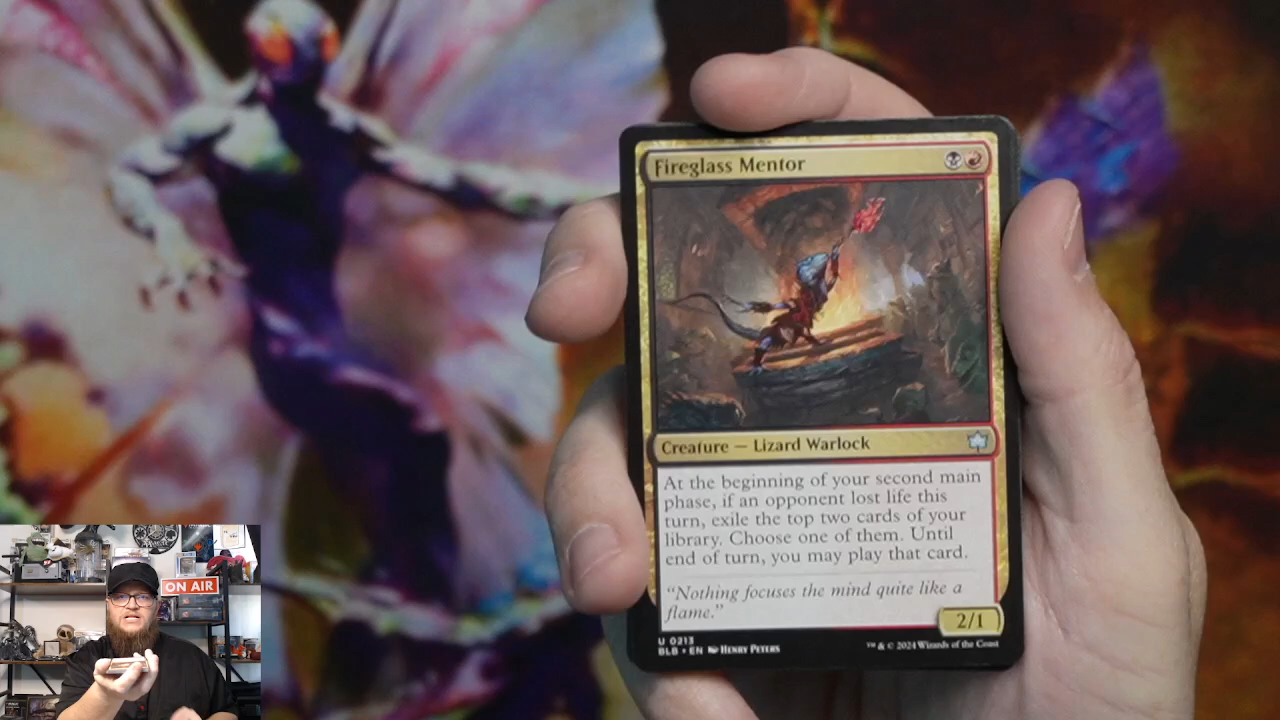 Fireglass Mentor
Creature — Lizard Warlock
At the beginning of your second main
phase, if an opponent lost life this
turn, exile the top two cards of your
library. Choose one of them. Until
end of turn, you may play that card.
"Nothing focuses the mind quite like a
flame."
2/1
U 0213
BLB • EN HENRY PETERS
™ & © 2024 Wizards of the Coast
ON AIR